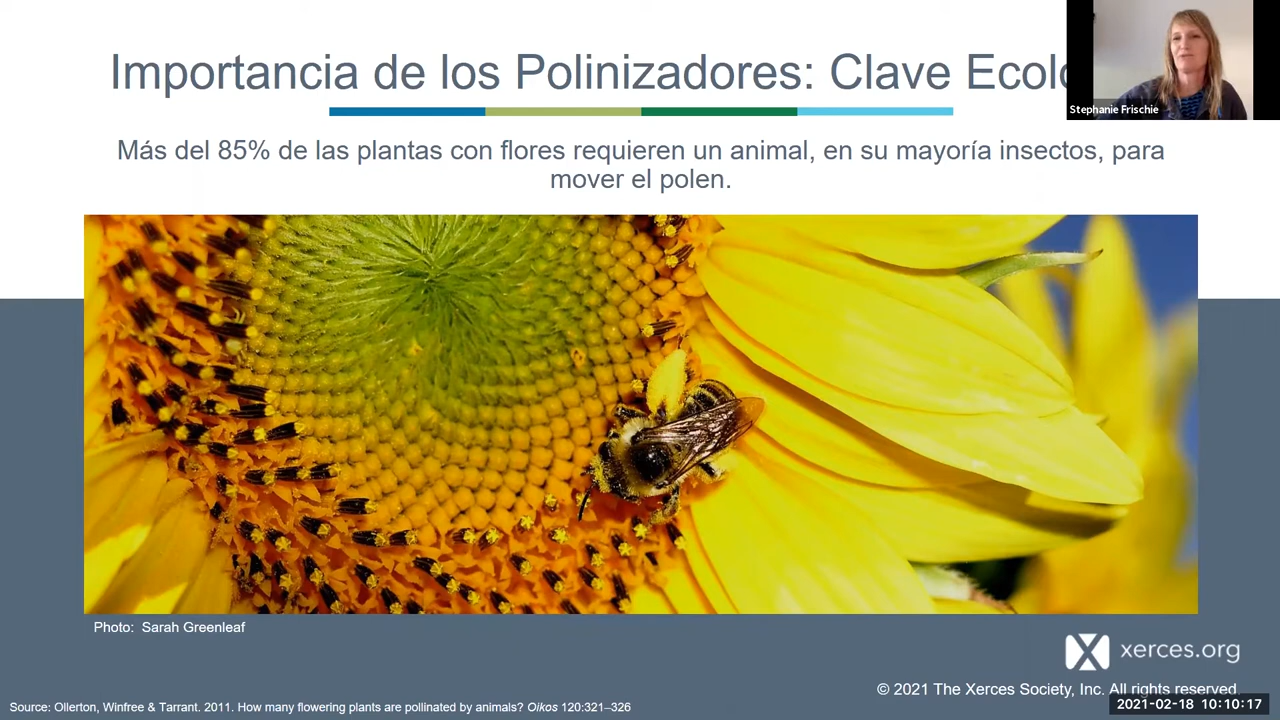 Importancia de los Polinizadores: Clave
Stephanie Frischie
Más del 85% de las plantas con flores requieren un animal, en su mayoría insectos, para
mover el polen.
Photo: Sarah Greenleaf
xerces.org
© 2021 The Xerces Society, Inc. All rights reserved.
2021-02-18 10:10:17
Source: Ollerton, Winfree & Tarrant. 2011. How many flowering plants are pollinated by animals? Oikos 120:321–326